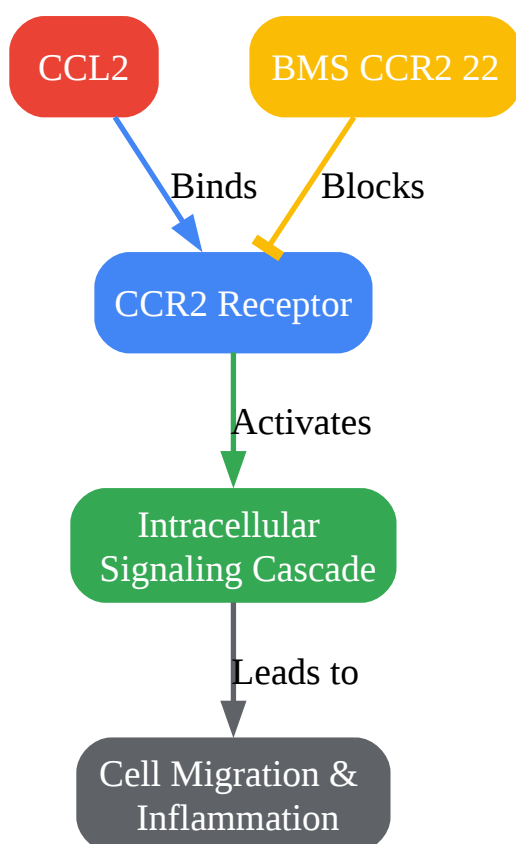 CCL2
BMS CCR2 22
Binds
Blocks
CCR2 Receptor
Activates
Intracellular
Signaling Cascade
Leads to
Cell Migration &
Inflammation